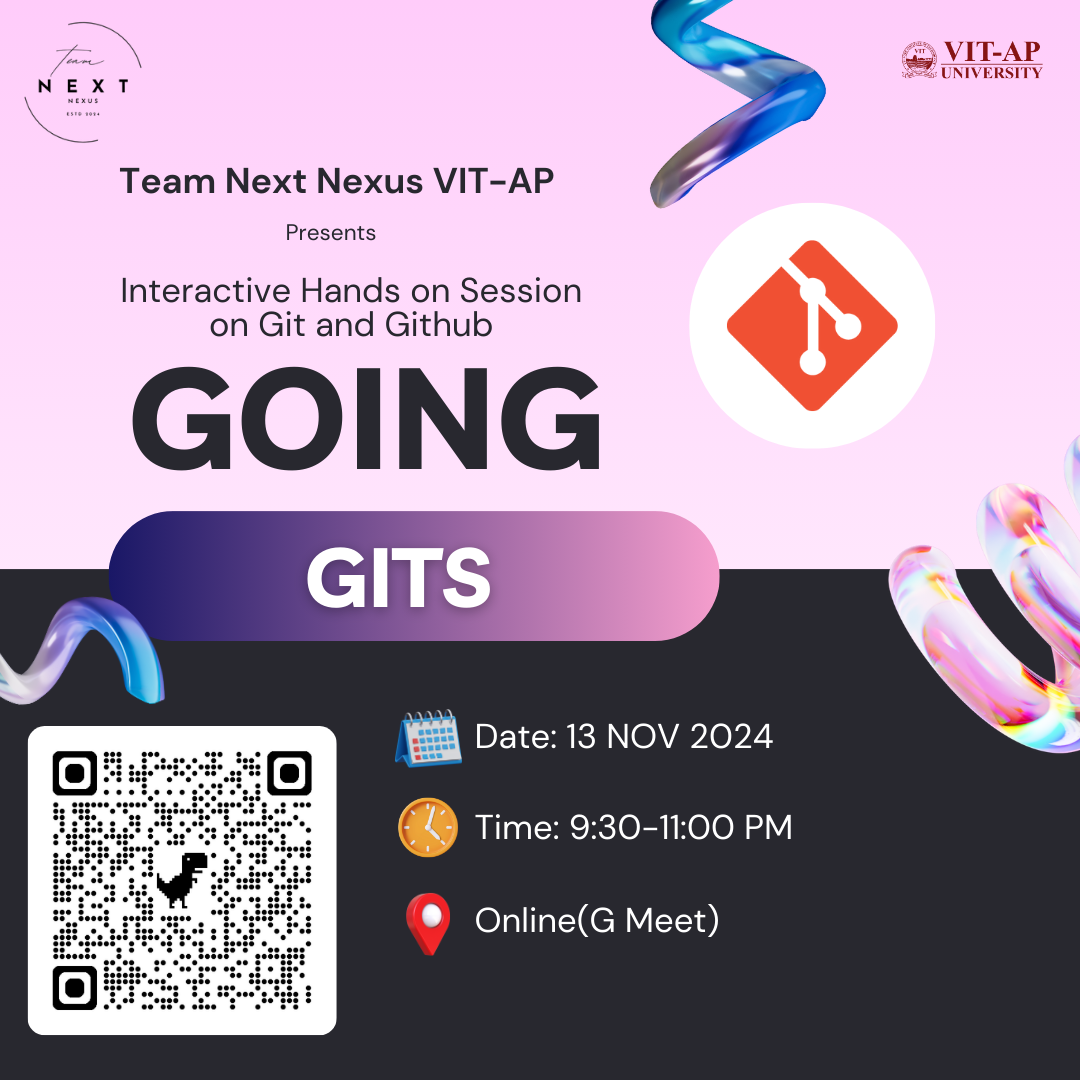 team
NEXT
NEXUS
ESTD 2024
VIT
VIT-AP
UNIVERSITY
Team Next Nexus VIT-AP
Presents
Interactive Hands on Session
on Git and Github
GOING
GITS
Date: 13 NOV 2024
Time: 9:30-11:00 PM
Online(G Meet)